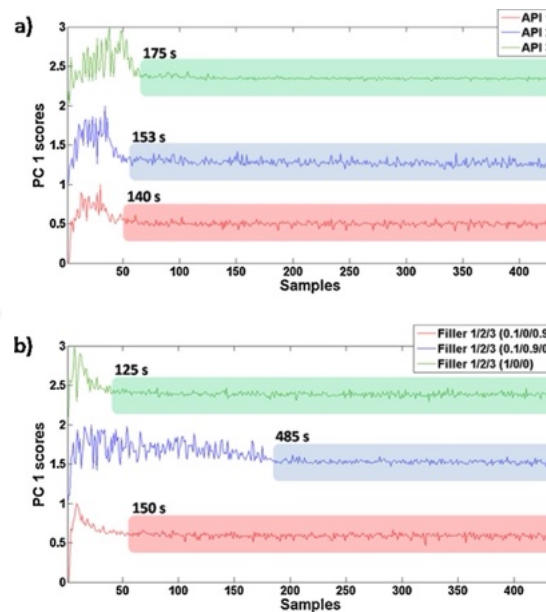 a)
API
API
API
3
2.5
2
1.5
1
0.5
0
PC 1 scores
175 s
153 s
140 s
50 100 150 200 250 300 350 400
Samples
b)
Filler 1/2/3 (0.1/0/0.9
Filler 1/2/3 (0.1/0.9/0
Filler 1/2/3 (1/0/0)
3
2.5
2
1.5
1
0.5
0
PC 1 scores
125 s
485 s
150 s
50 100 150 200 250 300 350 400
Samples